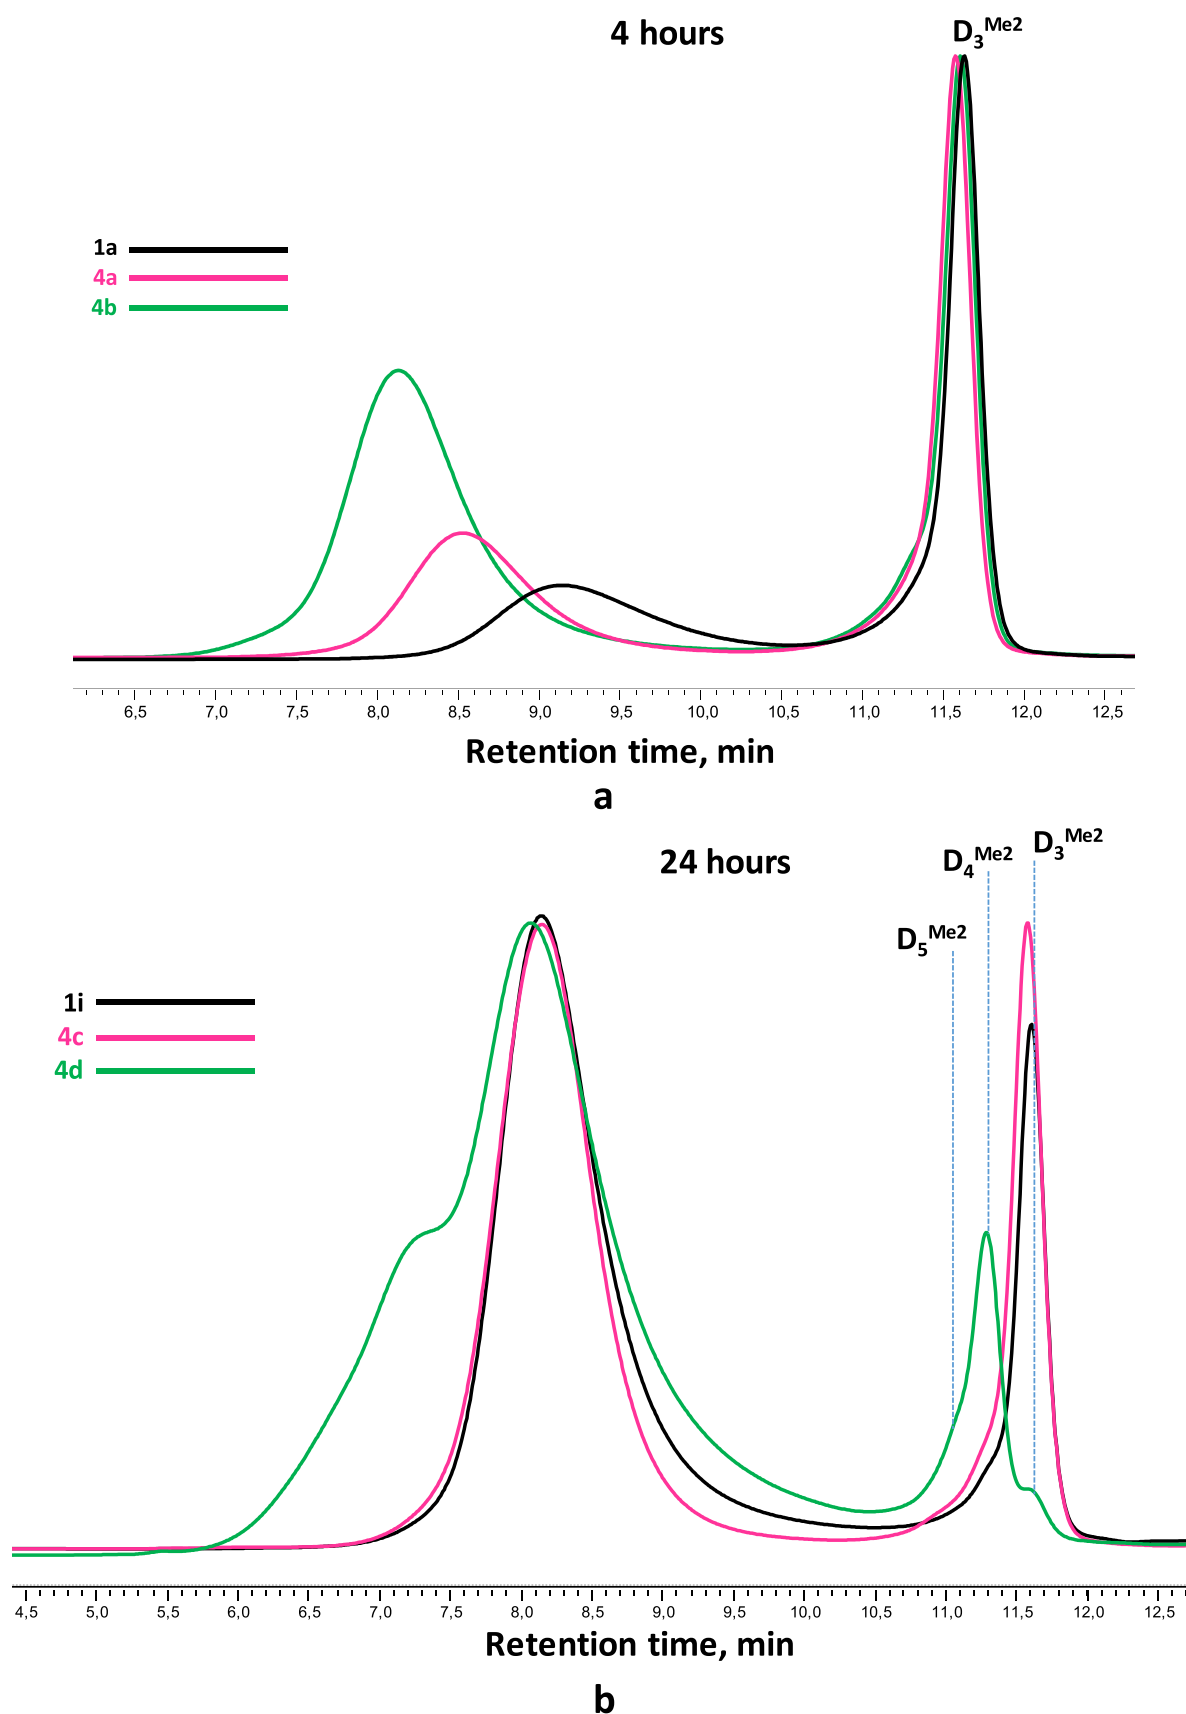 4 hours
D3Me2
1a
4a
4b
6,5 7,0 7,5 8,0 8,5 9,0 9,5 10,0 10,5 11,0 11,5 12,0 12,5
Retention time, min
a
24 hours
D5Me2
D4Me2
D3Me2
1i
4c
4d
4,5 5,0 5,5 6,0 6,5 7,0 7,5 8,0 8,5 9,0 9,5 10,0 10,5 11,0 11,5 12,0 12,5
Retention time, min
b